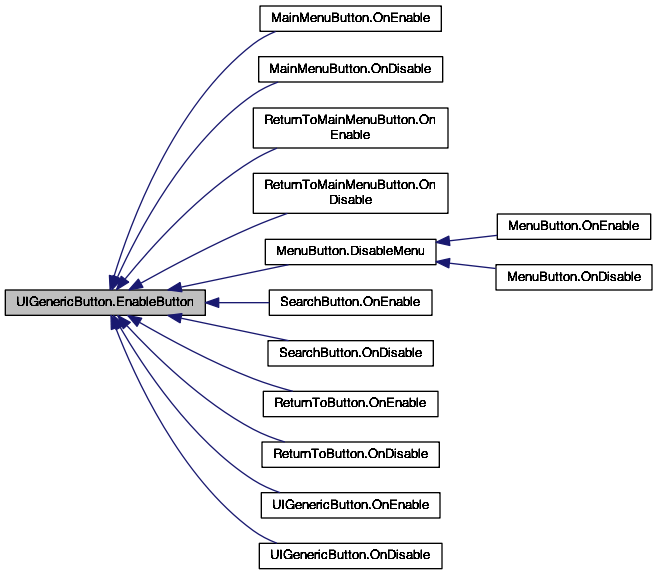 MainMenuButton.OnEnable
MainMenuButton.OnDisable
ReturnToMainMenuButton.On
Enable
ReturnToMainMenuButton.On
Disable
MenuButton.OnEnable
MenuButton.DisableMenu
MenuButton.OnDisable
UIGenericButton.EnableButton
SearchButton.OnEnable
SearchButton.OnDisable
ReturnToButton.OnEnable
ReturnToButton.OnDisable
UIGenericButton.OnEnable
UIGenericButton.OnDisable